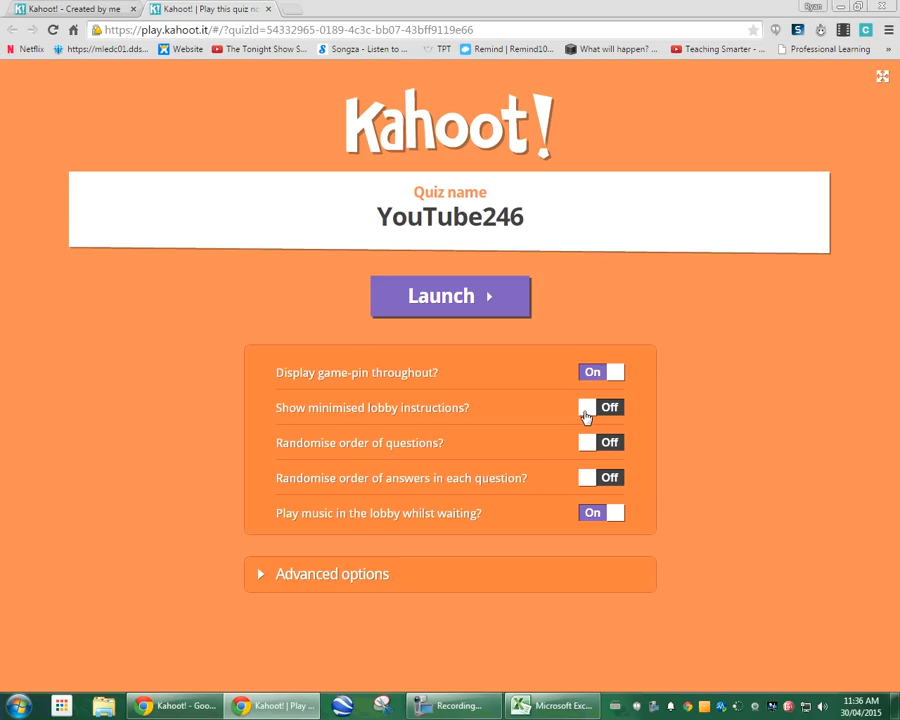 Kahoot! - Created by me
Kahoot! | Play this quiz no
Ryan
https://play.kahoot.it/#/?quizId=54332965-0189-4c3c-bb07-43bff9119e66
Netflix
https://mledc01.dds...
Website
The Tonight Show S...
Songza - Listen to ...
TPT
Remind | Remind10...
What will happen? ...
Teaching Smarter - ...
Professional Learning
Kahoot!
Quiz name
YouTube246
Launch
Display game-pin throughout? On
Show minimised lobby instructions? Off
Randomise order of questions? Off
Randomise order of answers in each question? Off
Play music in the lobby whilst waiting? On
Advanced options
Kahoot! - Goo...
Kahoot! | Play ...
Recording...
Microsoft Exc...
11:36 AM
30/04/2015